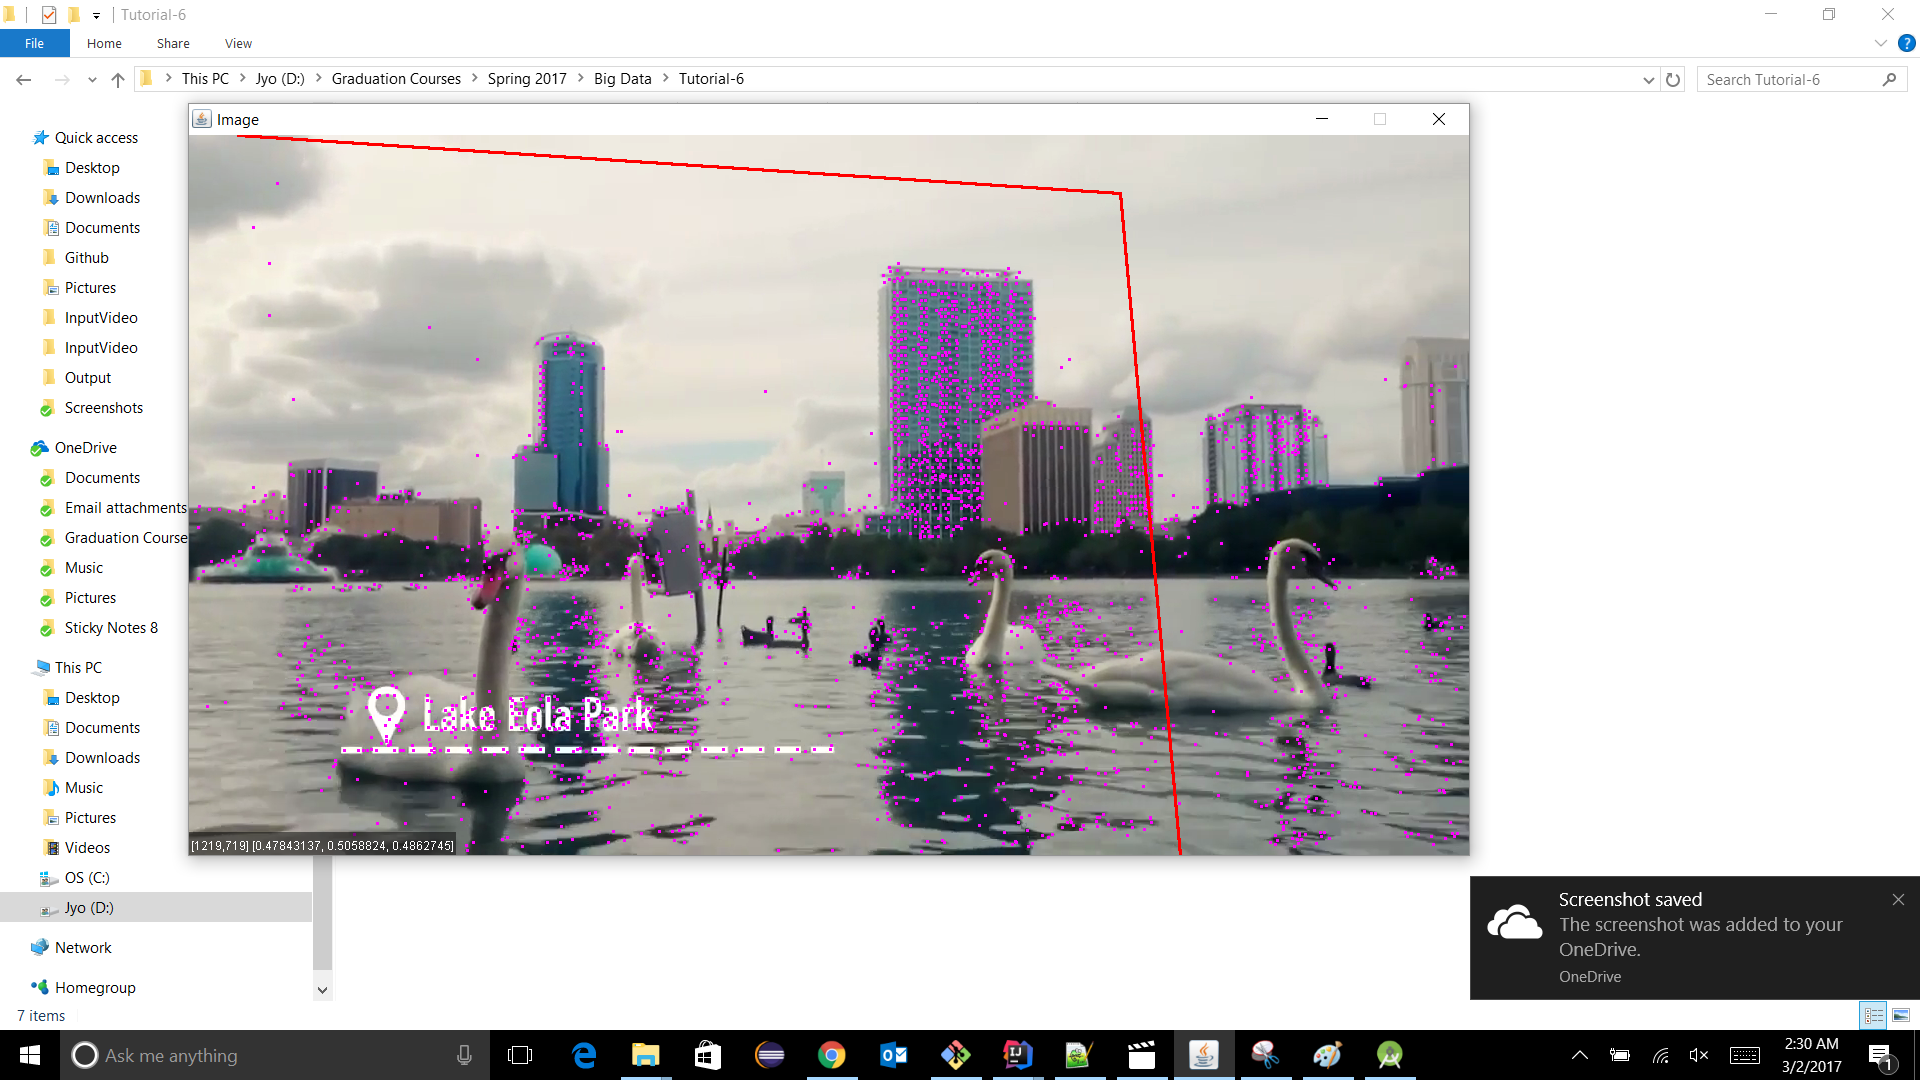 Tutorial-6
File
Home
Share
View
This PC
Jyo (D:)
Graduation Courses
Spring 2017
Big Data
Tutorial-6
Search Tutorial-6
Image
Quick access
Desktop
Downloads
Documents
Github
Pictures
InputVideo
InputVideo
Output
Screenshots
OneDrive
Documents
Email attachments
Graduation Course
Music
Pictures
Sticky Notes 8
This PC
Desktop
Documents
Downloads
Music
Pictures
Videos
OS (C:)
Jyo (D:)
Network
Homegroup
7 items
Lake Eola Park
[1219,719] [0.47843137, 0.5058824, 0.4862745]
Screenshot saved
The screenshot was added to your
OneDrive.
OneDrive
Ask me anything
2:30 AM
3/2/2017
1